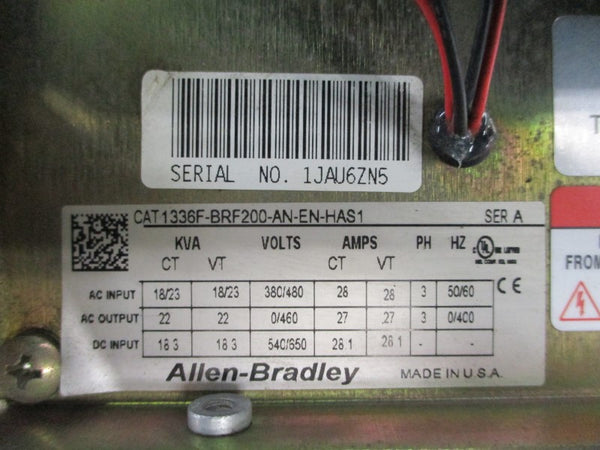 SERIAL NO. 1JAU6ZN5
CAT1336F-BRF200-AN-EN-HAS1 SER A
KVA VOLTS AMPS PH HZ
CT VT CT VT
AC INPUT 18/23 18/23 380/480 28 28 3 50/60
AC OUTPUT 22 22 0/460 27 27 3 0/400
DC INPUT 18.3 18.3 540/650 28.1 28.1 - -
Allen-Bradley MADE IN U.S.A.
CE
UL
T
FROM